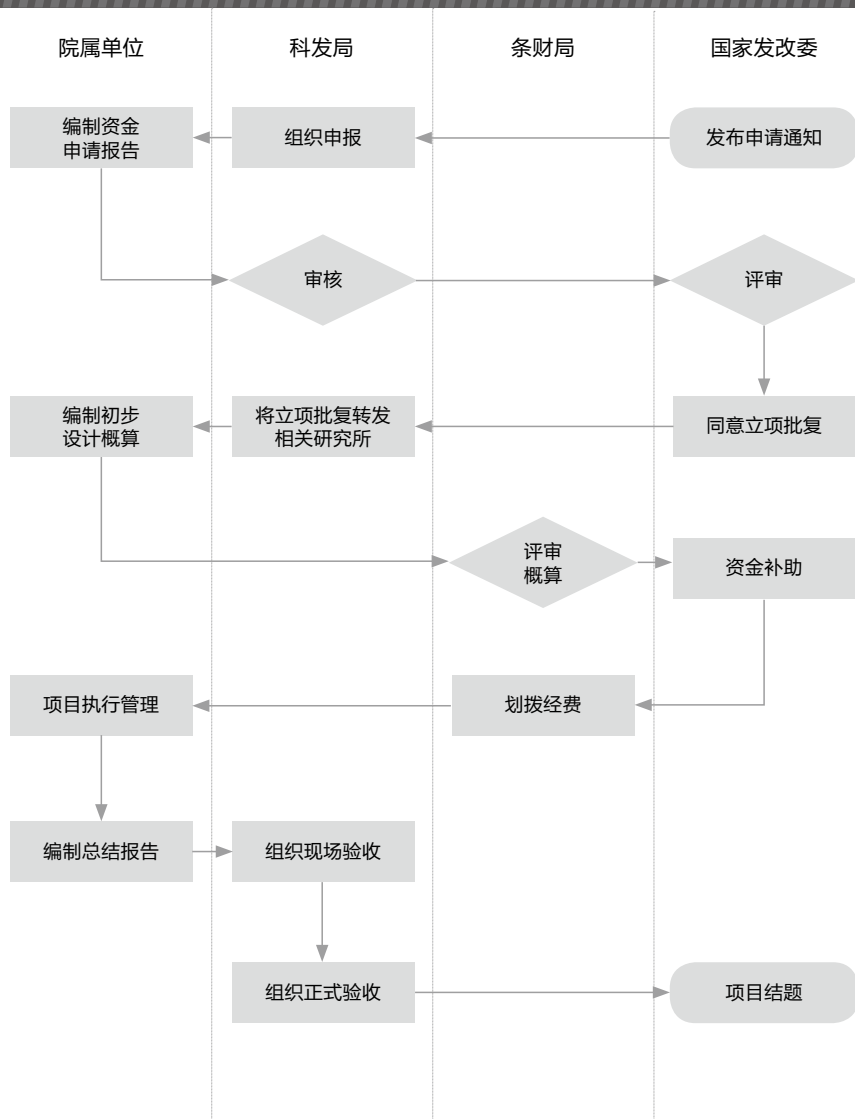 院属单位
科发局
条财局
国家发改委
编制资金
申请报告
组织申报
发布申请通知
审核
评审
编制初步
设计概算
将立项批复转发
相关研究所
同意立项批复
评审
概算
资金补助
项目执行管理
划拨经费
编制总结报告
组织现场验收
组织正式验收
项目结题